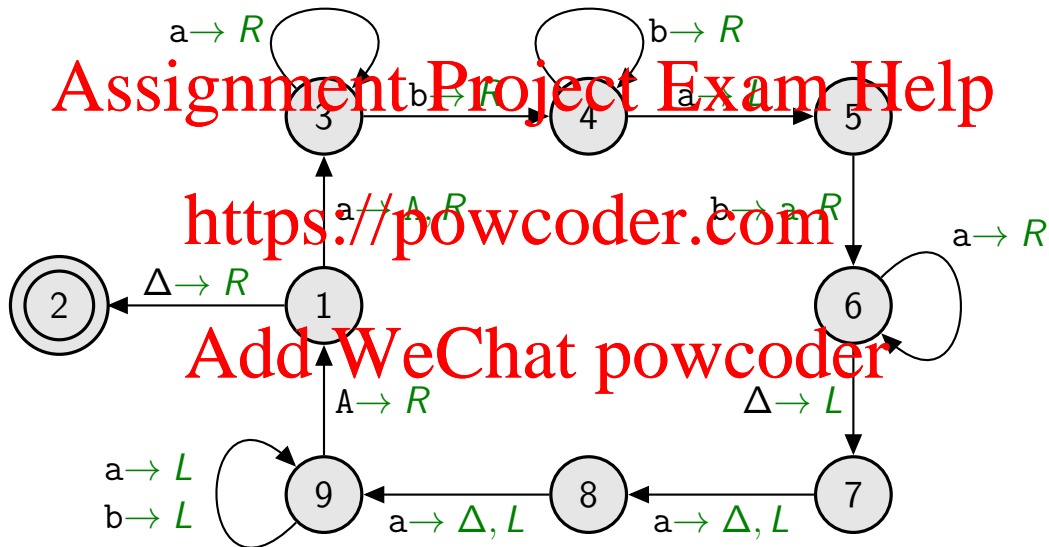 a→ R
b→ R
Assignment Project Exam Help
b→ R
a→ L
3
4
5
a→ A, R
b→ a, R
https://powcoder.com
a→ R
2
Δ→ R
1
6
Add WeChat powcoder
A→ R
Δ→ L
a→ L
b→ L
9
a→ Δ, L
8
a→ Δ, L
7